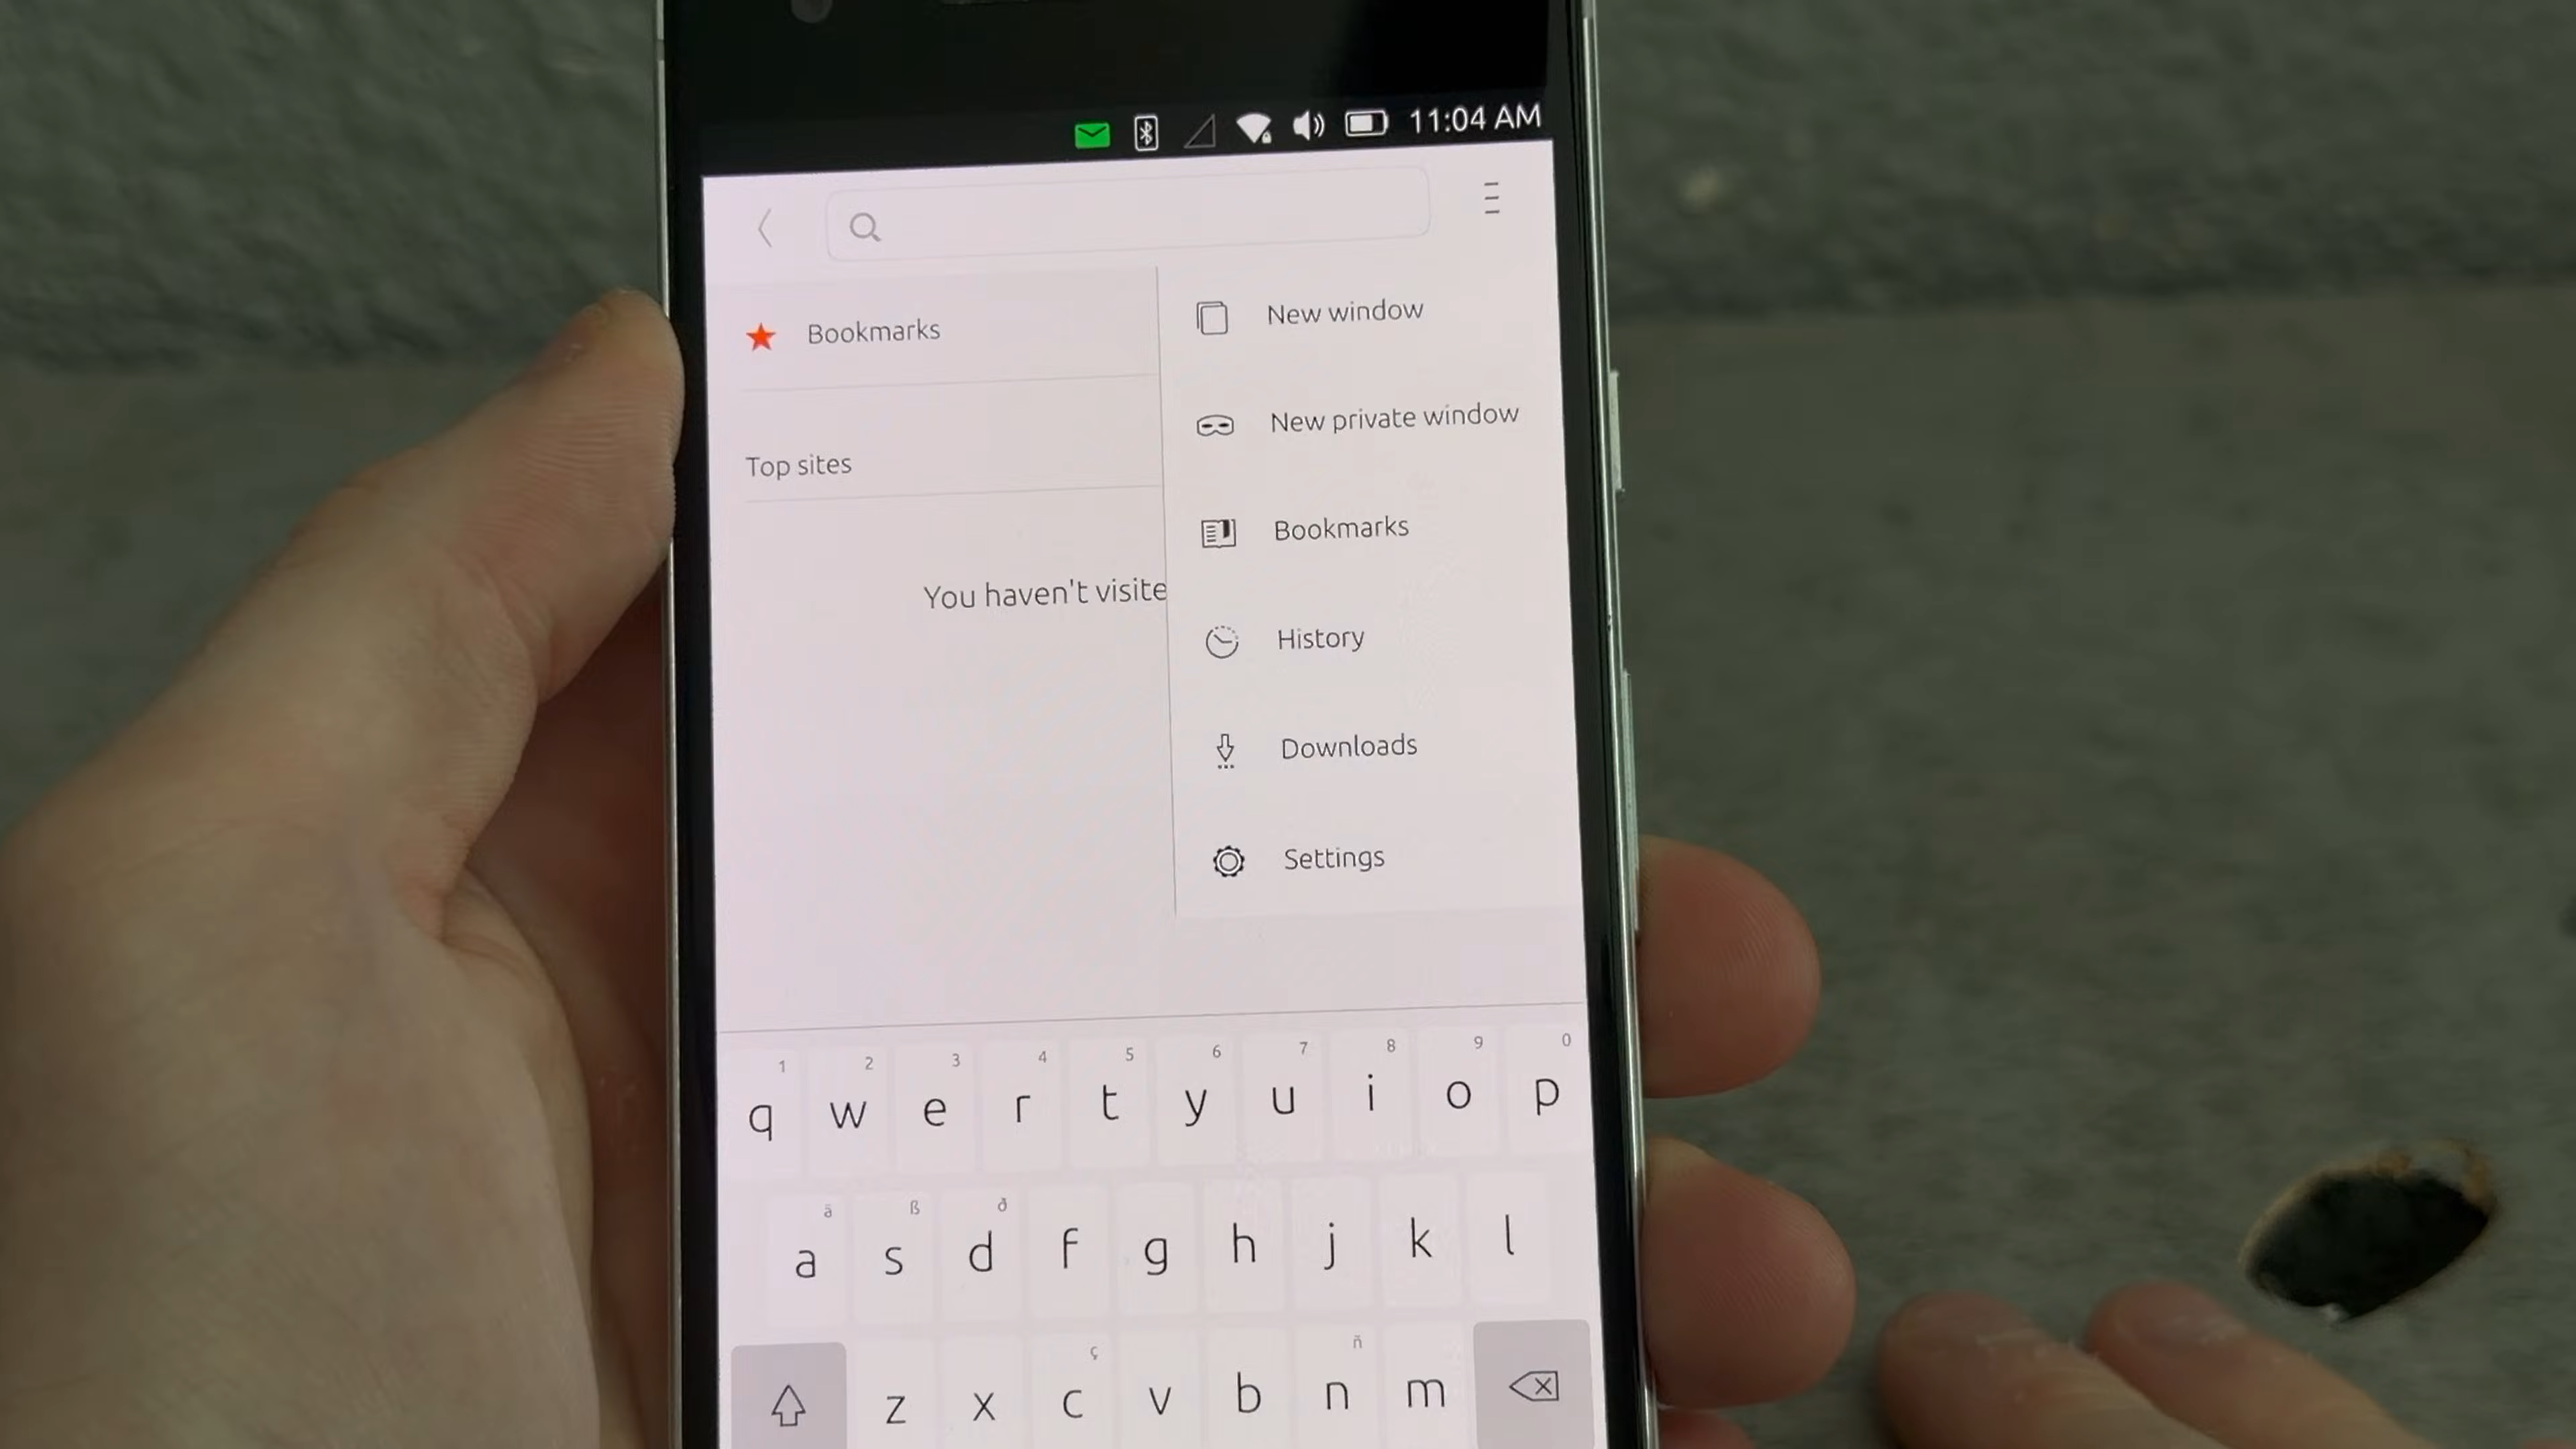 11:04 AM
Bookmarks
Top sites
You haven't visite
New window
New private window
Bookmarks
History
Downloads
Settings
1 2 3 4 5 6 7 8 9 0
q w e r t y u i o p
ä ß ð
a s d f g h j k l
ç ñ
z x c v b n m